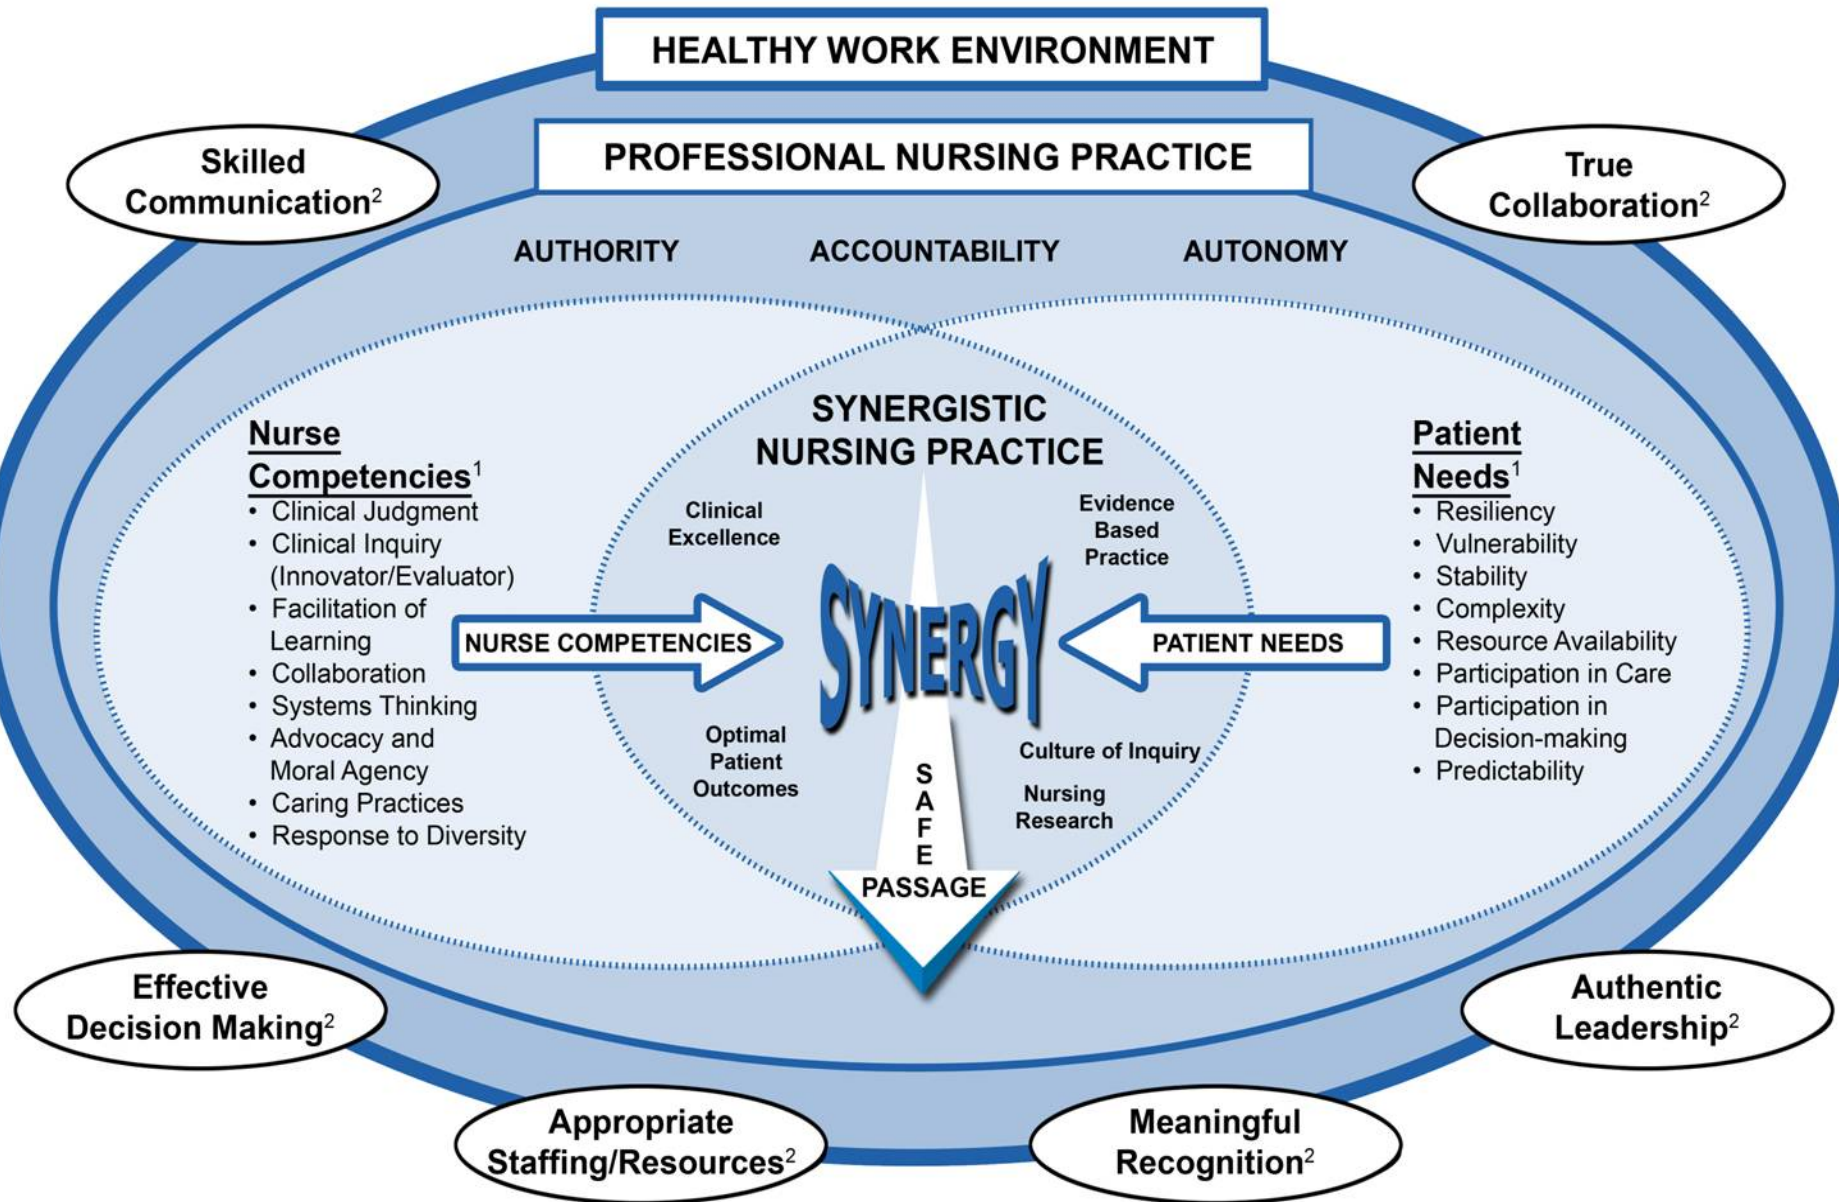 HEALTHY WORK ENVIRONMENT
PROFESSIONAL NURSING PRACTICE
Skilled
Communication²
True
Collaboration²
AUTHORITY
ACCOUNTABILITY
AUTONOMY
Nurse
Competencies¹
• Clinical Judgment
• Clinical Inquiry
(Innovator/Evaluator)
• Facilitation of
Learning
• Collaboration
• Systems Thinking
• Advocacy and
Moral Agency
• Caring Practices
• Response to Diversity
SYNERGISTIC
NURSING PRACTICE
Clinical
Excellence
Evidence
Based
Practice
NURSE COMPETENCIES
SYNERGY
PATIENT NEEDS
Optimal
Patient
Outcomes
Culture of Inquiry
Nursing
Research
S
A
F
E
PASSAGE
Patient
Needs¹
• Resiliency
• Vulnerability
• Stability
• Complexity
• Resource Availability
• Participation in Care
• Participation in
Decision-making
• Predictability
Effective
Decision Making²
Authentic
Leadership²
Appropriate
Staffing/Resources²
Meaningful
Recognition²